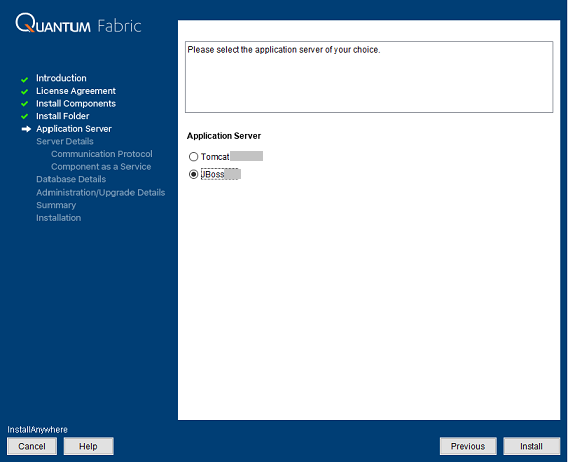 QUANTUM Fabric
Please select the application server of your choice.
Introduction
License Agreement
Install Components
Install Folder
Application Server
Server Details
Communication Protocol
Component as a Service
Database Details
Administration/Upgrade Details
Summary
Installation
Application Server
Tomcat
JBoss
InstallAnywhere
Cancel
Help
Previous
Install